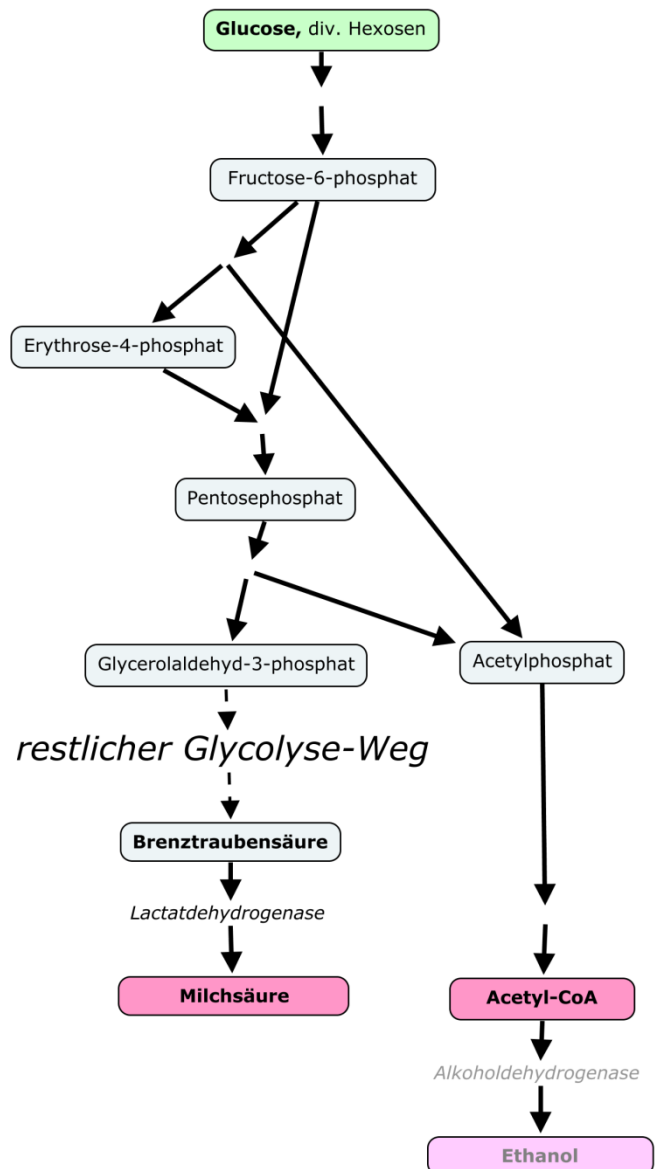 Glucose, div. Hexosen
Fructose-6-phosphat
Erythrose-4-phosphat
Pentosephosphat
Glycerolaldehyd-3-phosphat
Acetylphosphat
restlicher Glycolyse-Weg
Brenztraubensäure
Lactatdehydrogenase
Milchsäure
Acetyl-CoA
Alkoholdehydrogenase
Ethanol